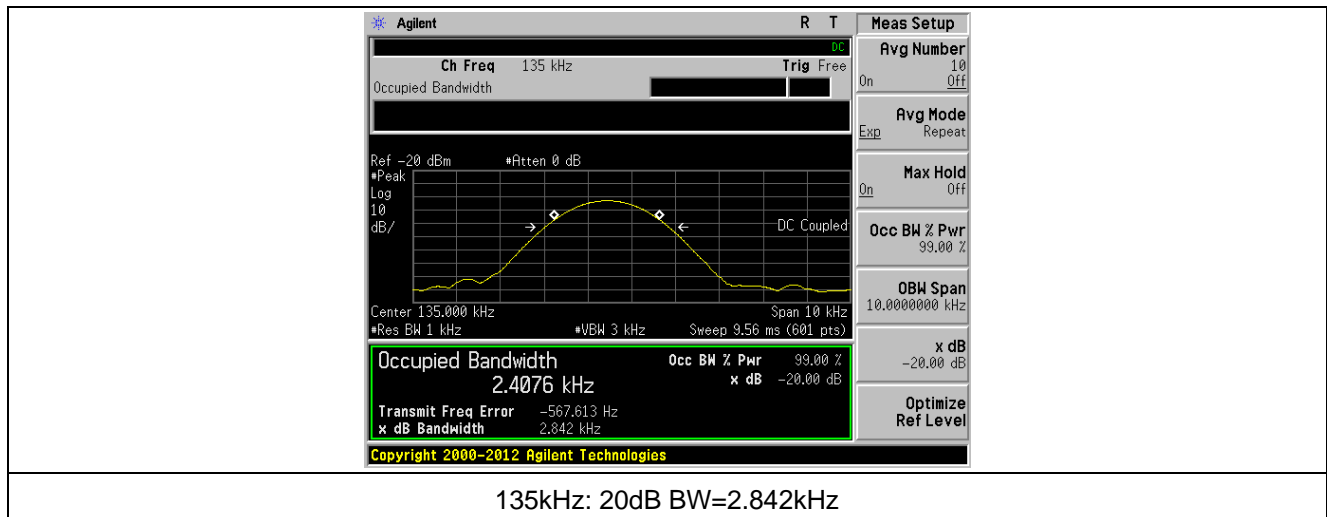 Agilent R T Meas Setup
DC
Ch Freq 135 kHz Trig Free
Occupied Bandwidth
Avg Number
10
On Off
Avg Mode
Exp Repeat
Ref -20 dBm #Atten 0 dB
#Peak
Log
10
dB/
DC Coupled
Max Hold
On Off
Occ BW % Pwr
99.00 %
OBW Span
10.0000000 kHz
Center 135.000 kHz Span 10 kHz
#Res BW 1 kHz #VBW 3 kHz Sweep 9.56 ms (601 pts)
Occupied Bandwidth Occ BW % Pwr 99.00 %
2.4076 kHz x dB -20.00 dB
Transmit Freq Error -567.613 Hz
x dB Bandwidth 2.842 kHz
x dB
-20.00 dB
Optimize
Ref Level
Copyright 2000-2012 Agilent Technologies
135kHz: 20dB BW=2.842kHz